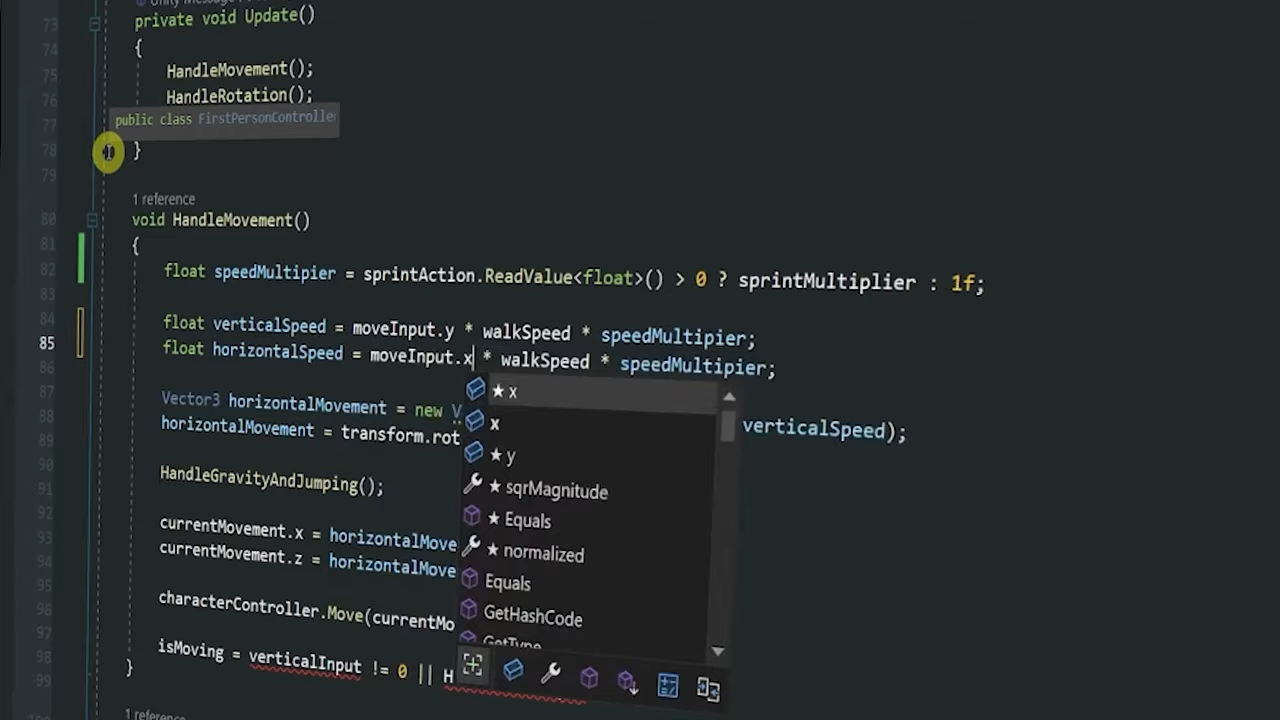 73 private void Update()
74 {
75 HandleMovement();
76 HandleRotation();
77 public class FirstPersonController
78 }
79
1 reference
80 void HandleMovement()
81 {
82 float speedMultipier = sprintAction.ReadValue<float>() > 0 ? sprintMultiplier : 1f;
83
84 float verticalSpeed = moveInput.y * walkSpeed * speedMultipier;
85 float horizontalSpeed = moveInput.x * walkSpeed * speedMultipier;
86
★ x
87 Vector3 horizontalMovement = new V verticalSpeed);
x
88 horizontalMovement = transform.rot
89
★ y
90
91 HandleGravityAndJumping();
★ sqrMagnitude
92
★ Equals
93 currentMovement.x = horizontalMove
94 currentMovement.z = horizontalMove
★ normalized
95
Equals
96 characterController.Move(currentMo
GetHashCode
97
GetType
98 isMoving = verticalInput != 0 || H
99 }
1 reference